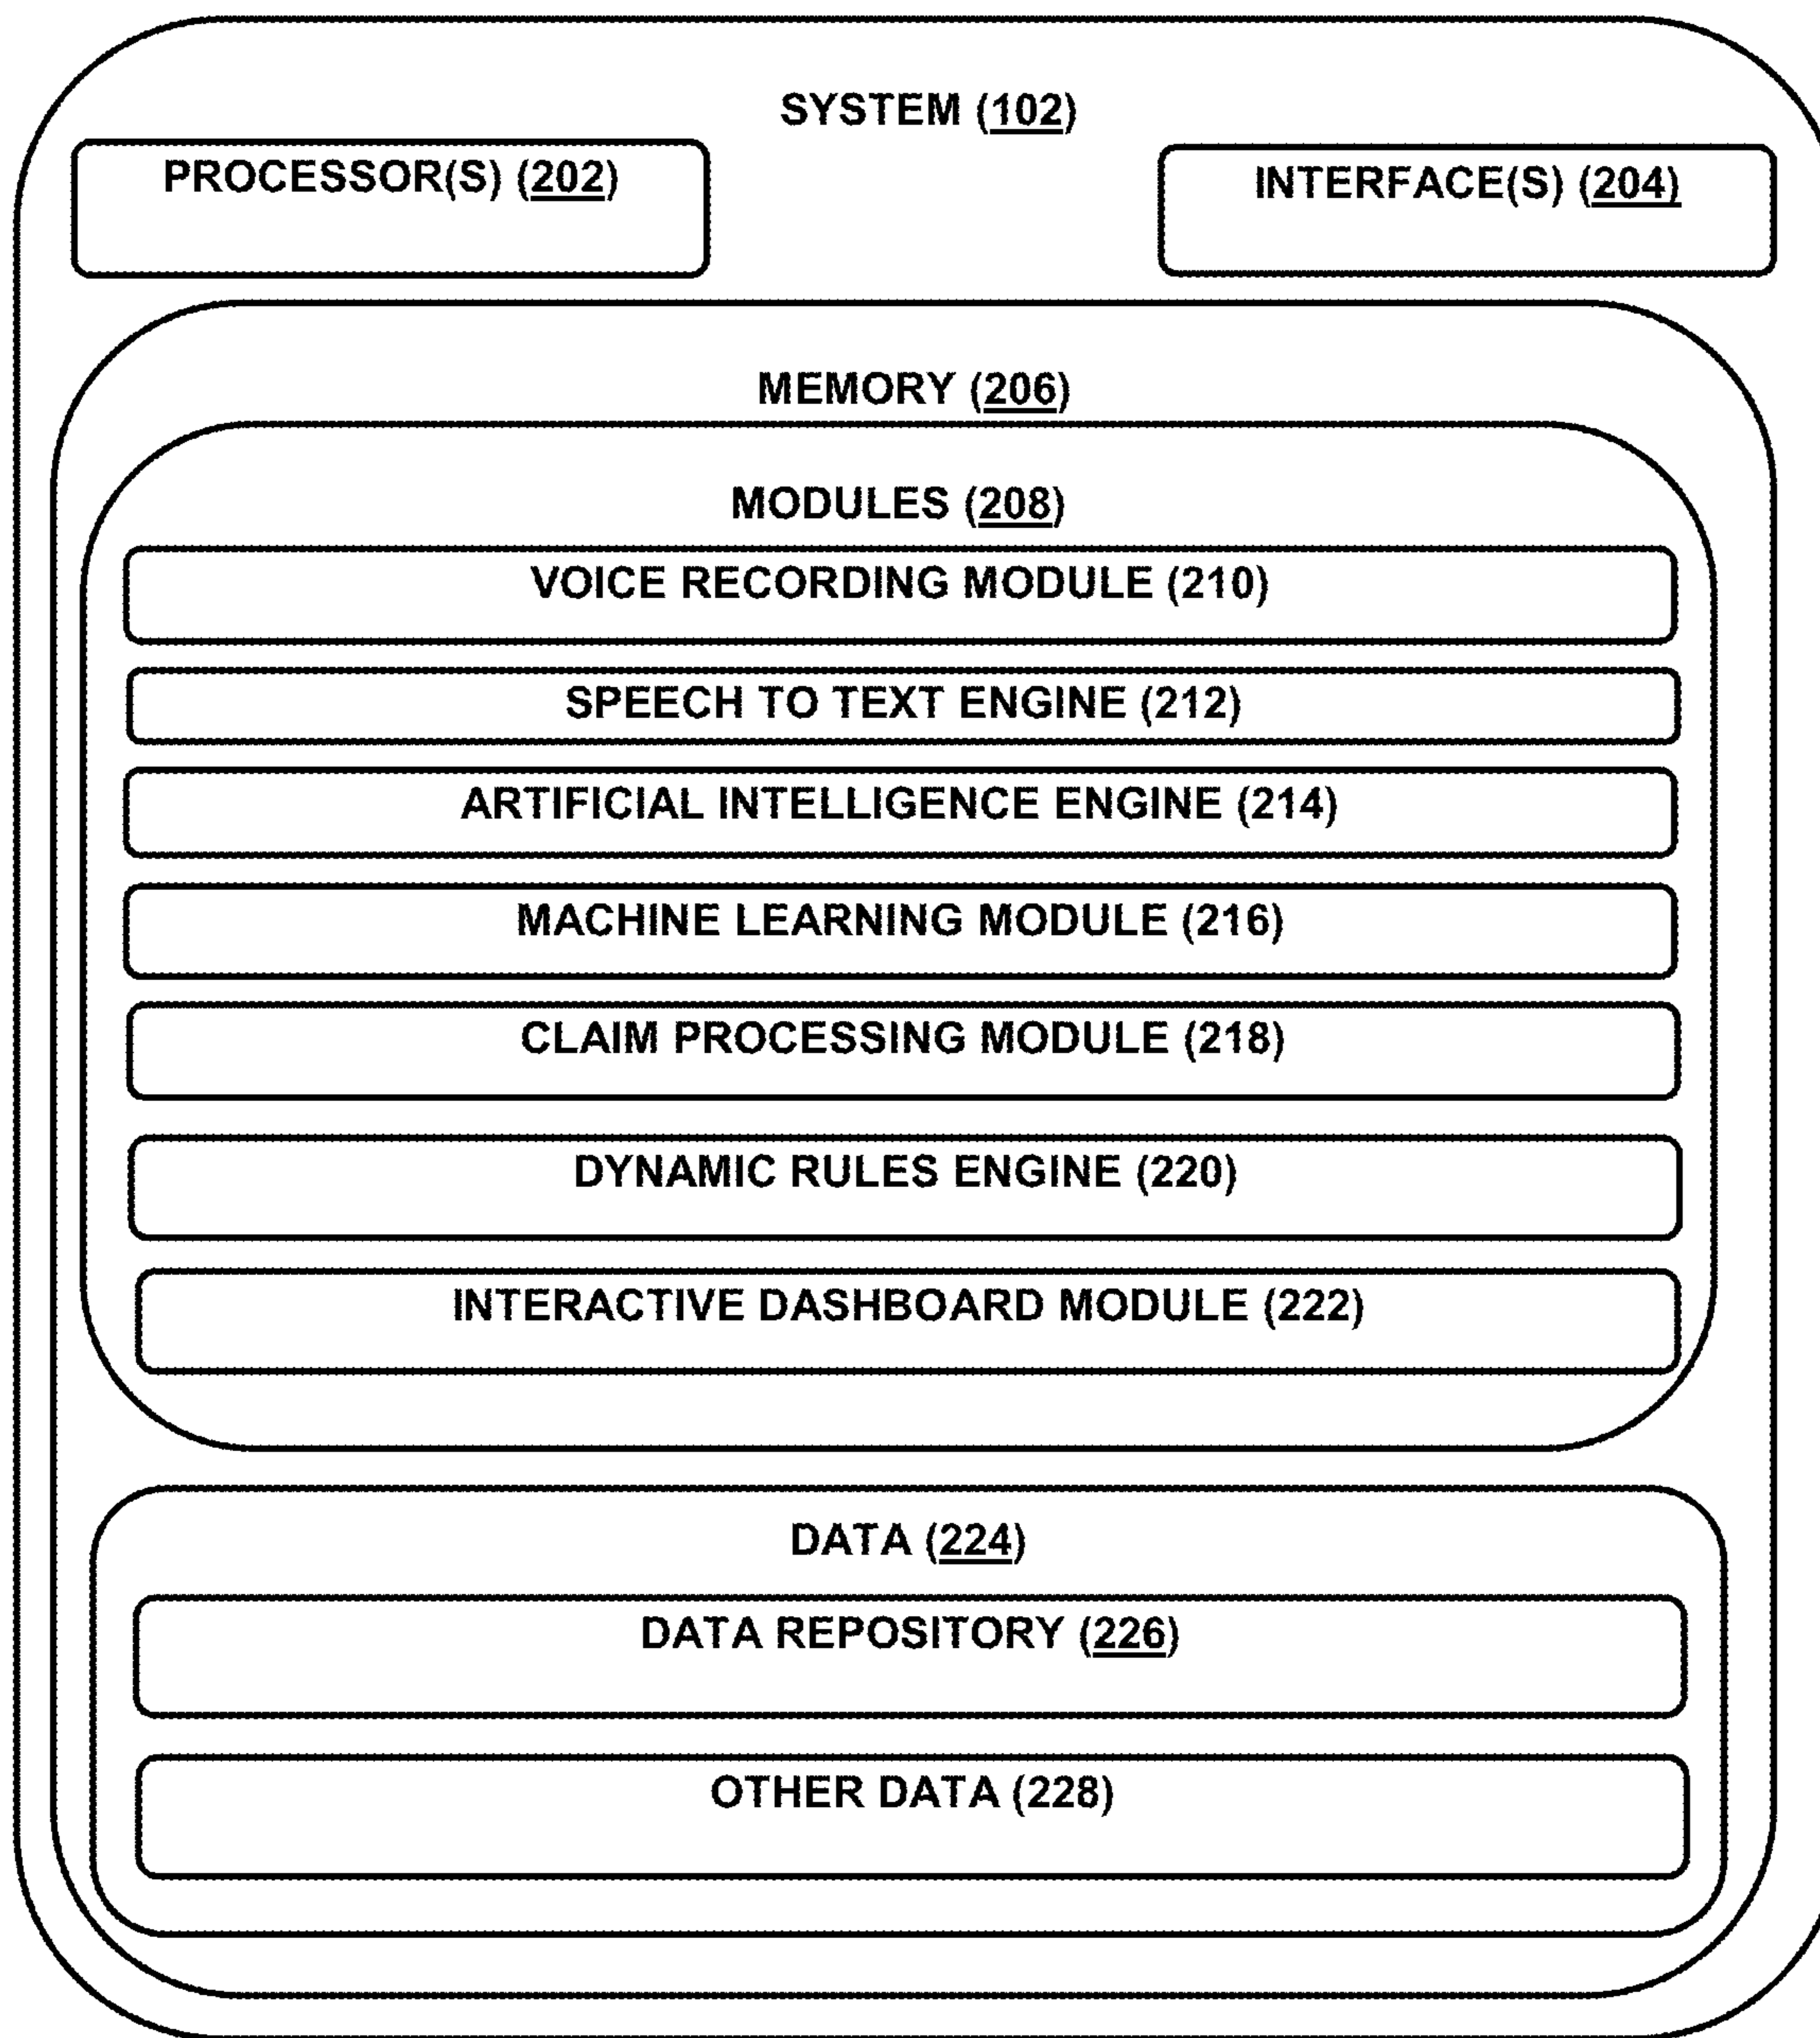 SYSTEM (102)
PROCESSOR(S) (202)
INTERFACE(S) (204)
MEMORY (206)
MODULES (208)
VOICE RECORDING MODULE (210)
SPEECH TO TEXT ENGINE (212)
ARTIFICIAL INTELLIGENCE ENGINE (214)
MACHINE LEARNING MODULE (216)
CLAIM PROCESSING MODULE (218)
DYNAMIC RULES ENGINE (220)
INTERACTIVE DASHBOARD MODULE (222)
DATA (224)
DATA REPOSITORY (226)
OTHER DATA (228)